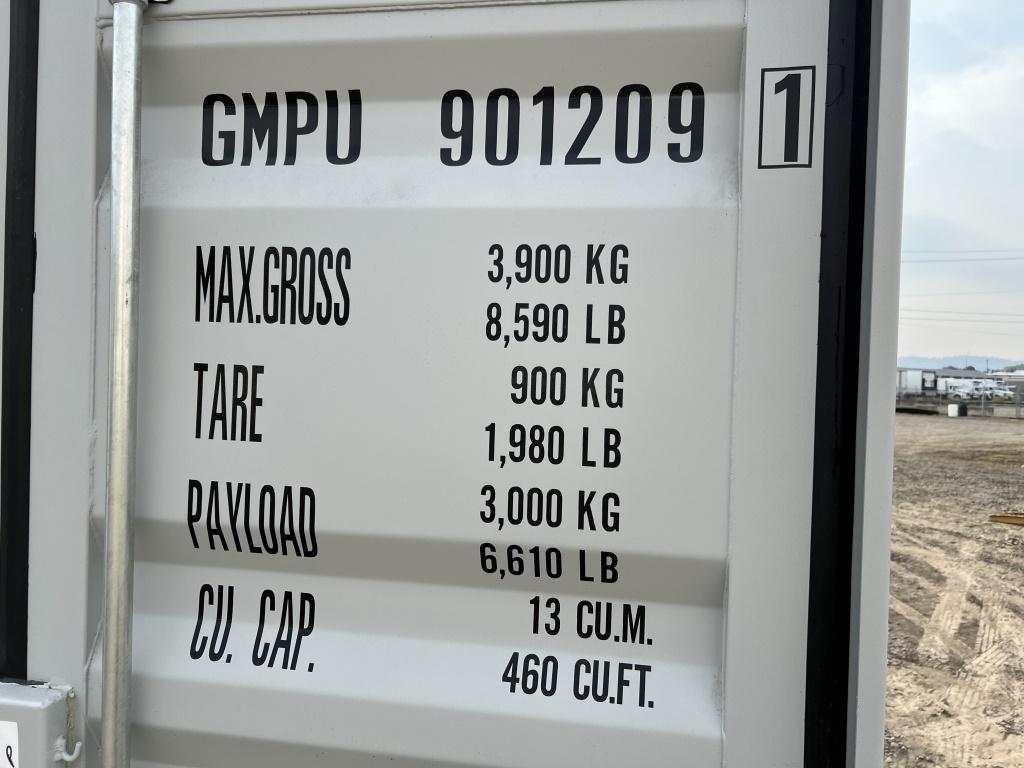 GMPU 901209 1
MAX.GROSS 3,900 KG
8,590 LB
TARE 900 KG
1,980 LB
PAYLOAD 3,000 KG
6,610 LB
CU. CAP. 13 CU.M.
460 CU.FT.